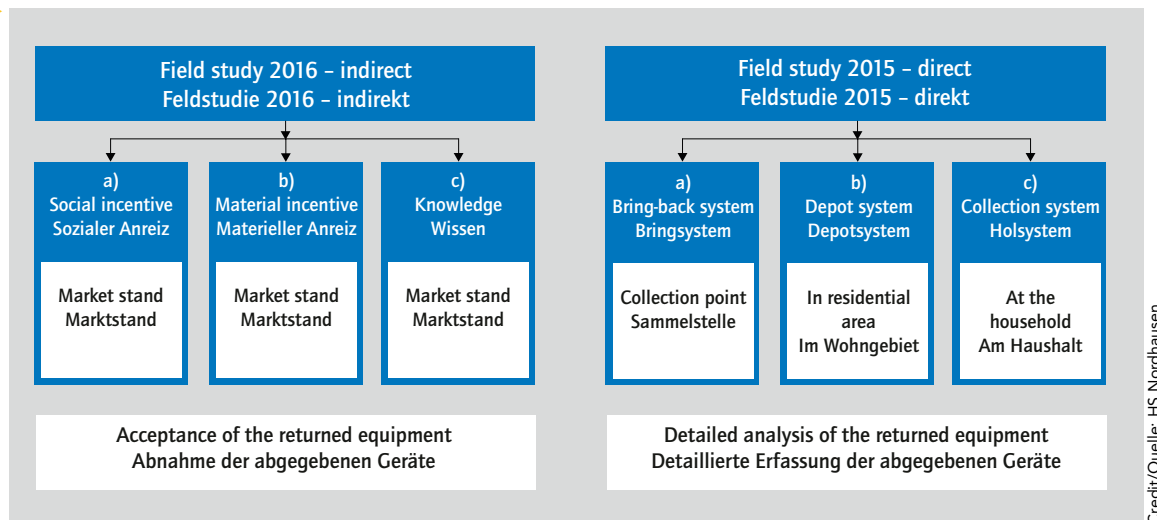 Field study 2016 – indirect
Feldstudie 2016 – indirekt
a)
Social incentive
Sozialer Anreiz
Market stand
Marktstand
b)
Material incentive
Materieller Anreiz
Market stand
Marktstand
c)
Knowledge
Wissen
Market stand
Marktstand
Acceptance of the returned equipment
Abnahme der abgegebenen Geräte
Field study 2015 – direct
Feldstudie 2015 – direkt
a)
Bring-back system
Bringsystem
Collection point
Sammelstelle
b)
Depot system
Depotsystem
In residential
area
Im Wohngebiet
c)
Collection system
Holsystem
At the
household
Am Haushalt
Detailed analysis of the returned equipment
Detaillierte Erfassung der abgegebenen Geräte
Credit/Quelle: HS Nordhausen